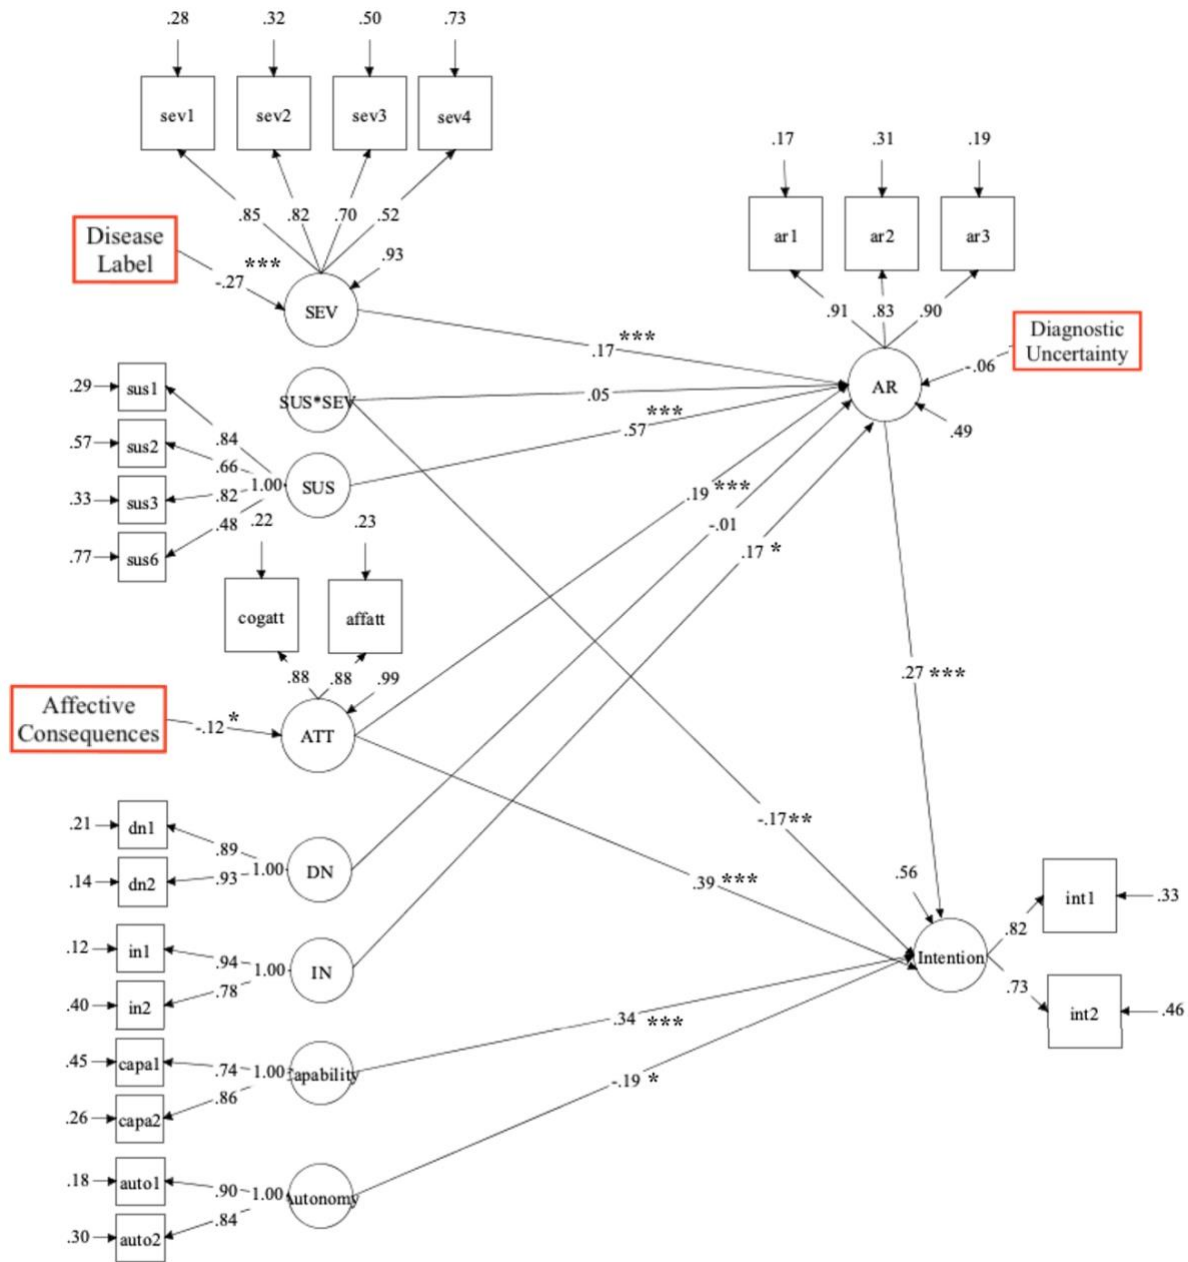 .28 .32 .50 .73
sev1 sev2 sev3 sev4
.17 .31 .19
ar1 ar2 ar3
.85 .82 .70 .52
Disease
Label
***
-.27
.93
SEV
.91 .83 .90
Diagnostic
Uncertainty
-.06
.17 ***
AR
.49
SUS*SEV
.05
.57 ***
.29 sus1
.57 sus2
.33 sus3
.77 sus6
.84
.66
.82
.48
1.00
SUS
.19 ***
-.01
.17 *
.22 .23
cogatt affatt
.88 .88 .99
Affective
Consequences
-.12 *
ATT
.27 ***
-.17 **
.39 ***
.21 dn1
.14 dn2
.89
.93
1.00
DN
.56
Intention
.82
.73
int1 .33
int2 .46
.12 in1
.40 in2
.94
.78
1.00
IN
.34 ***
.45 capa1
.26 capa2
.74
.86
1.00
apability
-.19 *
.18 auto1
.30 auto2
.90
.84
1.00
utonomy